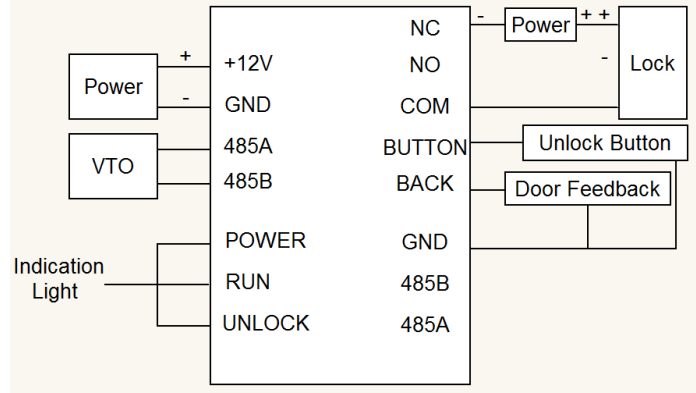 NC - Power + +
+ +12V NO - Lock
Power
- GND COM
485A BUTTON Unlock Button
VTO
485B BACK Door Feedback
POWER GND
Indication
Light
RUN 485B
UNLOCK 485A